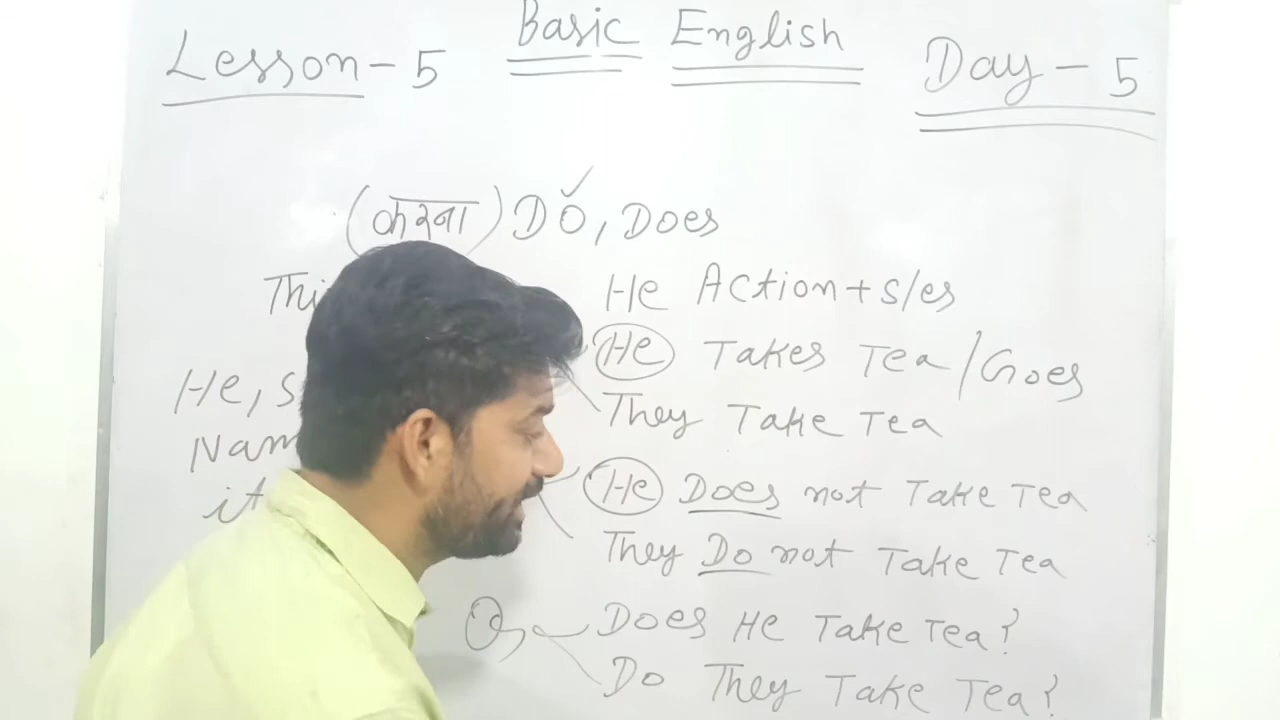 Basic English
Lesson - 5
Day - 5
(करना) Do, Does
He Action + s/es
He Takes Tea / Goes
He,
They Take Tea
it
He Does not Take Tea
They Do not Take Tea
Does He Take Tea?
Do They Take Tea?